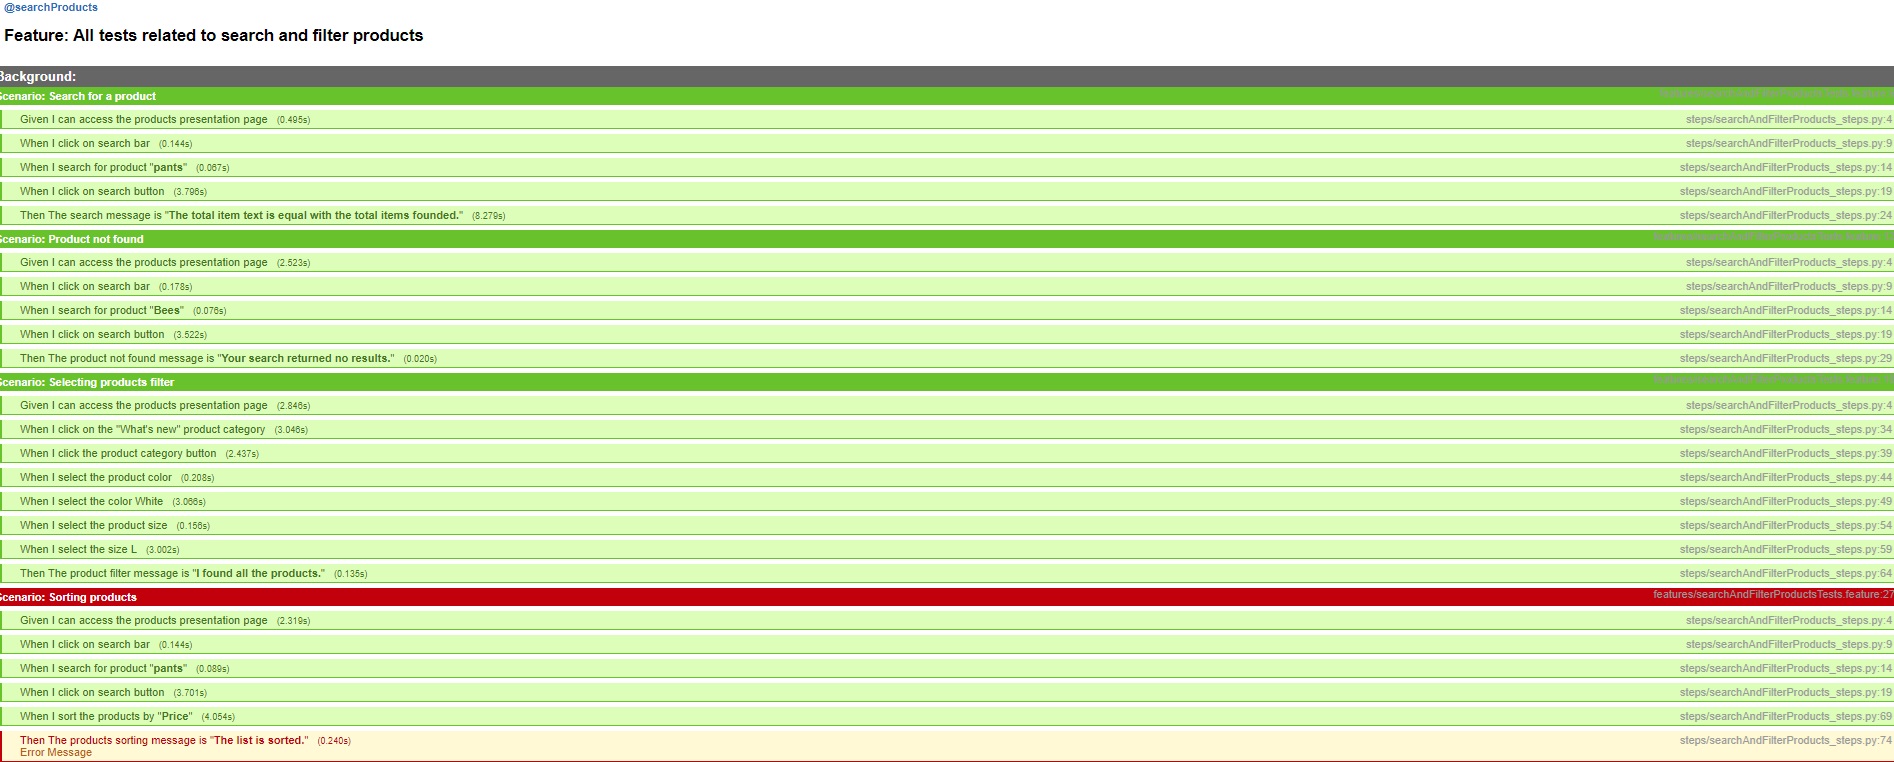 @searchProducts
Feature: All tests related to search and filter products
Background:
Scenario: Search for a product
Given I can access the products presentation page (0.495s) steps/searchAndFilterProducts_steps.py:4
When I click on search bar (0.144s) steps/searchAndFilterProducts_steps.py:9
When I search for product "pants" (0.067s) steps/searchAndFilterProducts_steps.py:14
When I click on search button (3.796s) steps/searchAndFilterProducts_steps.py:19
Then The search message is "The total item text is equal with the total items founded." (8.279s) steps/searchAndFilterProducts_steps.py:24
Scenario: Product not found
Given I can access the products presentation page (2.523s) steps/searchAndFilterProducts_steps.py:4
When I click on search bar (0.178s) steps/searchAndFilterProducts_steps.py:9
When I search for product "Bees" (0.076s) steps/searchAndFilterProducts_steps.py:14
When I click on search button (3.522s) steps/searchAndFilterProducts_steps.py:19
Then The product not found message is "Your search returned no results." (0.020s) steps/searchAndFilterProducts_steps.py:29
Scenario: Selecting products filter
Given I can access the products presentation page (2.846s) steps/searchAndFilterProducts_steps.py:4
When I click on the "What's new" product category (3.046s) steps/searchAndFilterProducts_steps.py:34
When I click the product category button (2.437s) steps/searchAndFilterProducts_steps.py:39
When I select the product color (0.208s) steps/searchAndFilterProducts_steps.py:44
When I select the color White (3.066s) steps/searchAndFilterProducts_steps.py:49
When I select the product size (0.156s) steps/searchAndFilterProducts_steps.py:54
When I select the size L (3.002s) steps/searchAndFilterProducts_steps.py:59
Then The product filter message is "I found all the products." (0.135s) steps/searchAndFilterProducts_steps.py:64
Scenario: Sorting products features/searchAndFilterProductsTests.feature:27
Given I can access the products presentation page (2.319s) steps/searchAndFilterProducts_steps.py:4
When I click on search bar (0.144s) steps/searchAndFilterProducts_steps.py:9
When I search for product "pants" (0.089s) steps/searchAndFilterProducts_steps.py:14
When I click on search button (3.701s) steps/searchAndFilterProducts_steps.py:19
When I sort the products by "Price" (4.054s) steps/searchAndFilterProducts_steps.py:69
Then The products sorting message is "The list is sorted." (0.240s) steps/searchAndFilterProducts_steps.py:74
Error Message